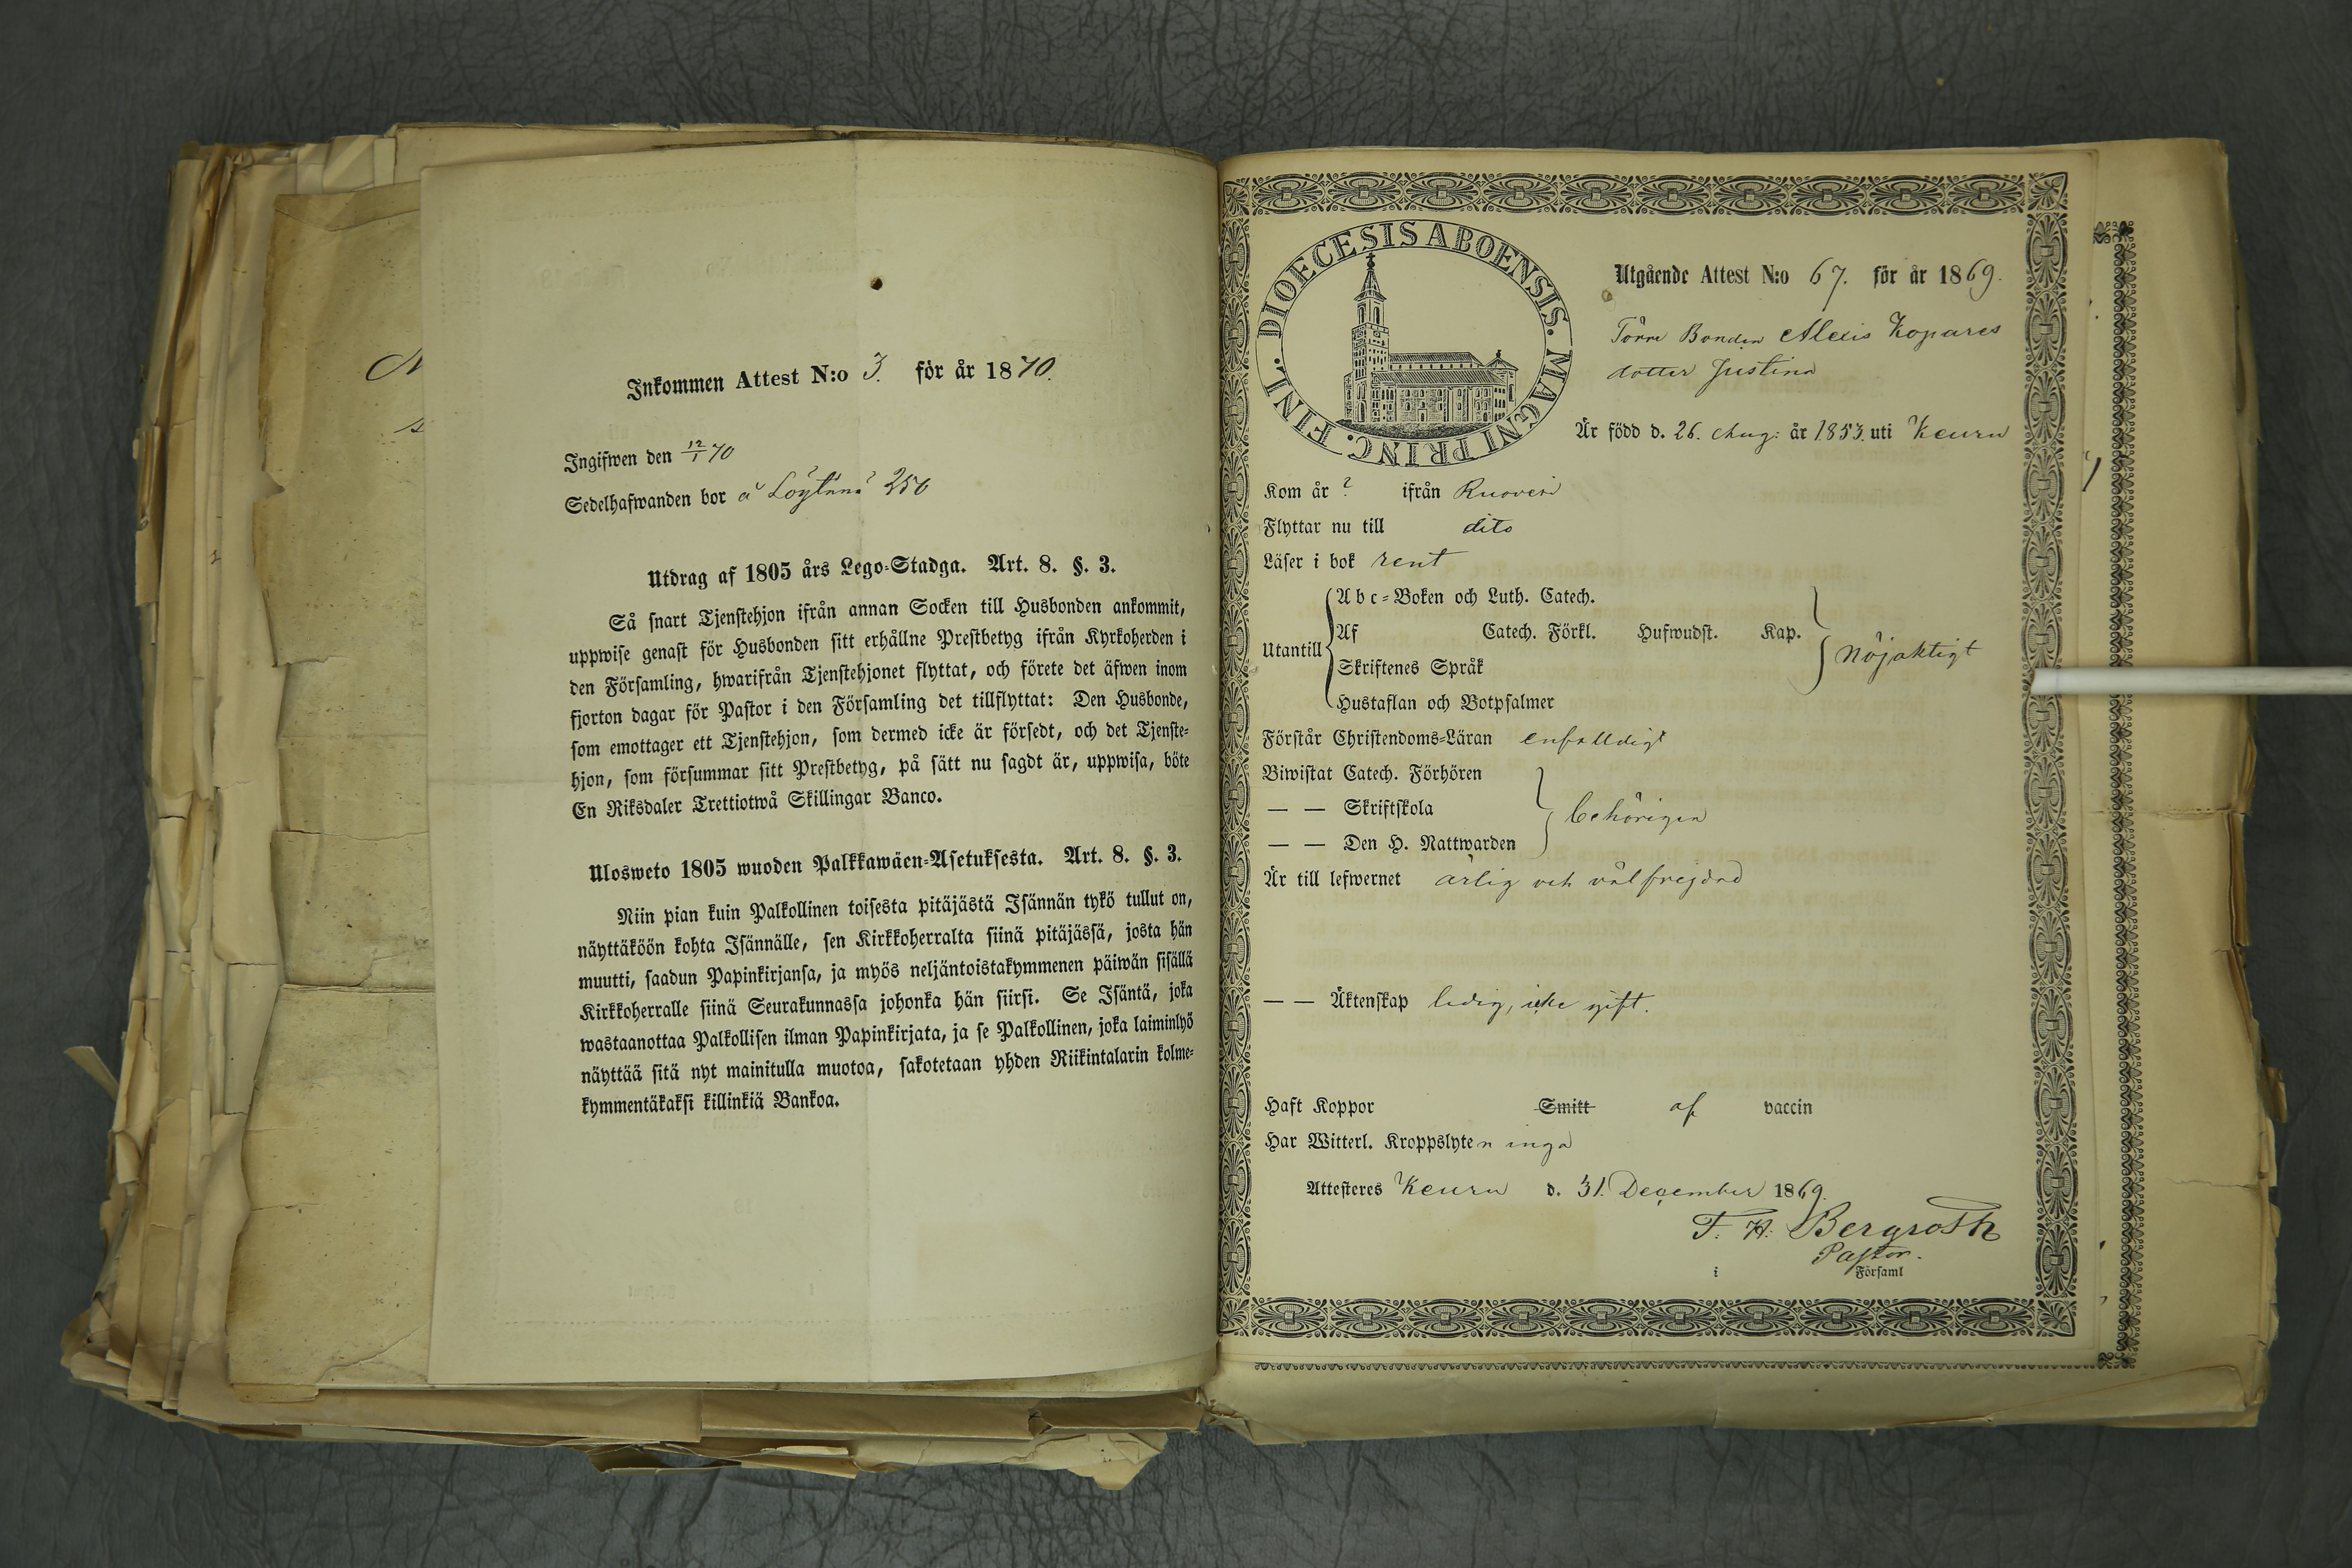 Inkommen Attest N:o 3. för år 1870.
Ingifwen den 12/1 70
Sedelhafwanden bor å Löytänä 250
Utdrag af 1805 års Lego-Stadga. Art. 8. §. 3.
Så snart Tjenstehjon ifrån annan Socken till Husbonden ankommit,
uppwise genast för Husbonden sitt erhållne Prestbetyg ifrån Kyrkoherden i
den Församling, hwarifrån Tjenstehjonet flyttat, och förete det äfwen inom
fjorton dagar för Pastor i den Församling det tillflyttat: Den Husbonde,
som emottager ett Tjenstehjon, som dermed icke är försedt, och det Tjenste-
hjon, som försummar sitt Prestbetyg, på sätt nu sagdt är, uppwisa, böte
En Riksdaler Trettiotwå Skillingar Banco.
Ulosweto 1805 wuoden Palkkawäen-Asetuksesta. Art. 8. §. 3.
Niin pian kuin Palkollinen toisesta pitäjästä Isännän tykö tullut on,
näyttäköön kohta Isännälle, sen Kirkkoherralta siinä pitäjässä, josta hän
muutti, saadun Papinkirjansa, ja myös neljäntoistakymmenen päiwän sisällä
Kirkkoherralle siinä Seurakunnassa johonka hän siirsi. Se Isäntä, joka
wastaanottaa Palkollisen ilman Papinkirjata, ja se Palkollinen, joka laiminlyö
näyttää sitä nyt mainitulla muotoa, sakotetaan yhden Riikintalarin kolme-
kymmentäkaksi killinkiä Bankoa.
DIOECESIS ABOENSIS. MAGNI PRINC. FINL.
Utgående Attest N:o 67. för år 1869.
Bonden Alexis Kopares
dotter Justina
Är född d. 26. Aug: år 1853. uti Keuru
Kom år ? ifrån Ruovesi
Flyttar nu till dito
Läser i bok rent
Utantill
Abc-Boken och Luth. Catech.
Af Catech. Förkl. Hufwudst. Kap.
Skriftenes Språk
Hustaflan och Botpsalmer
nöjaktigt
Förstår Christendoms-Läran enfalldigt
Biwistat Catech. Förhören
— — Skriftskola
— — Den H. Nattwarden
behörigen
Är till lefwernet ärlig och välfrejdad
— — Äktenskap ledig, icke gift.
Haft Koppor Smitt af vaccin
Har Witterl. Kroppslyten inga
Attesteres Keuru d. 31. December 1869.
F. H. Bergroth
Pastor.
i Församl